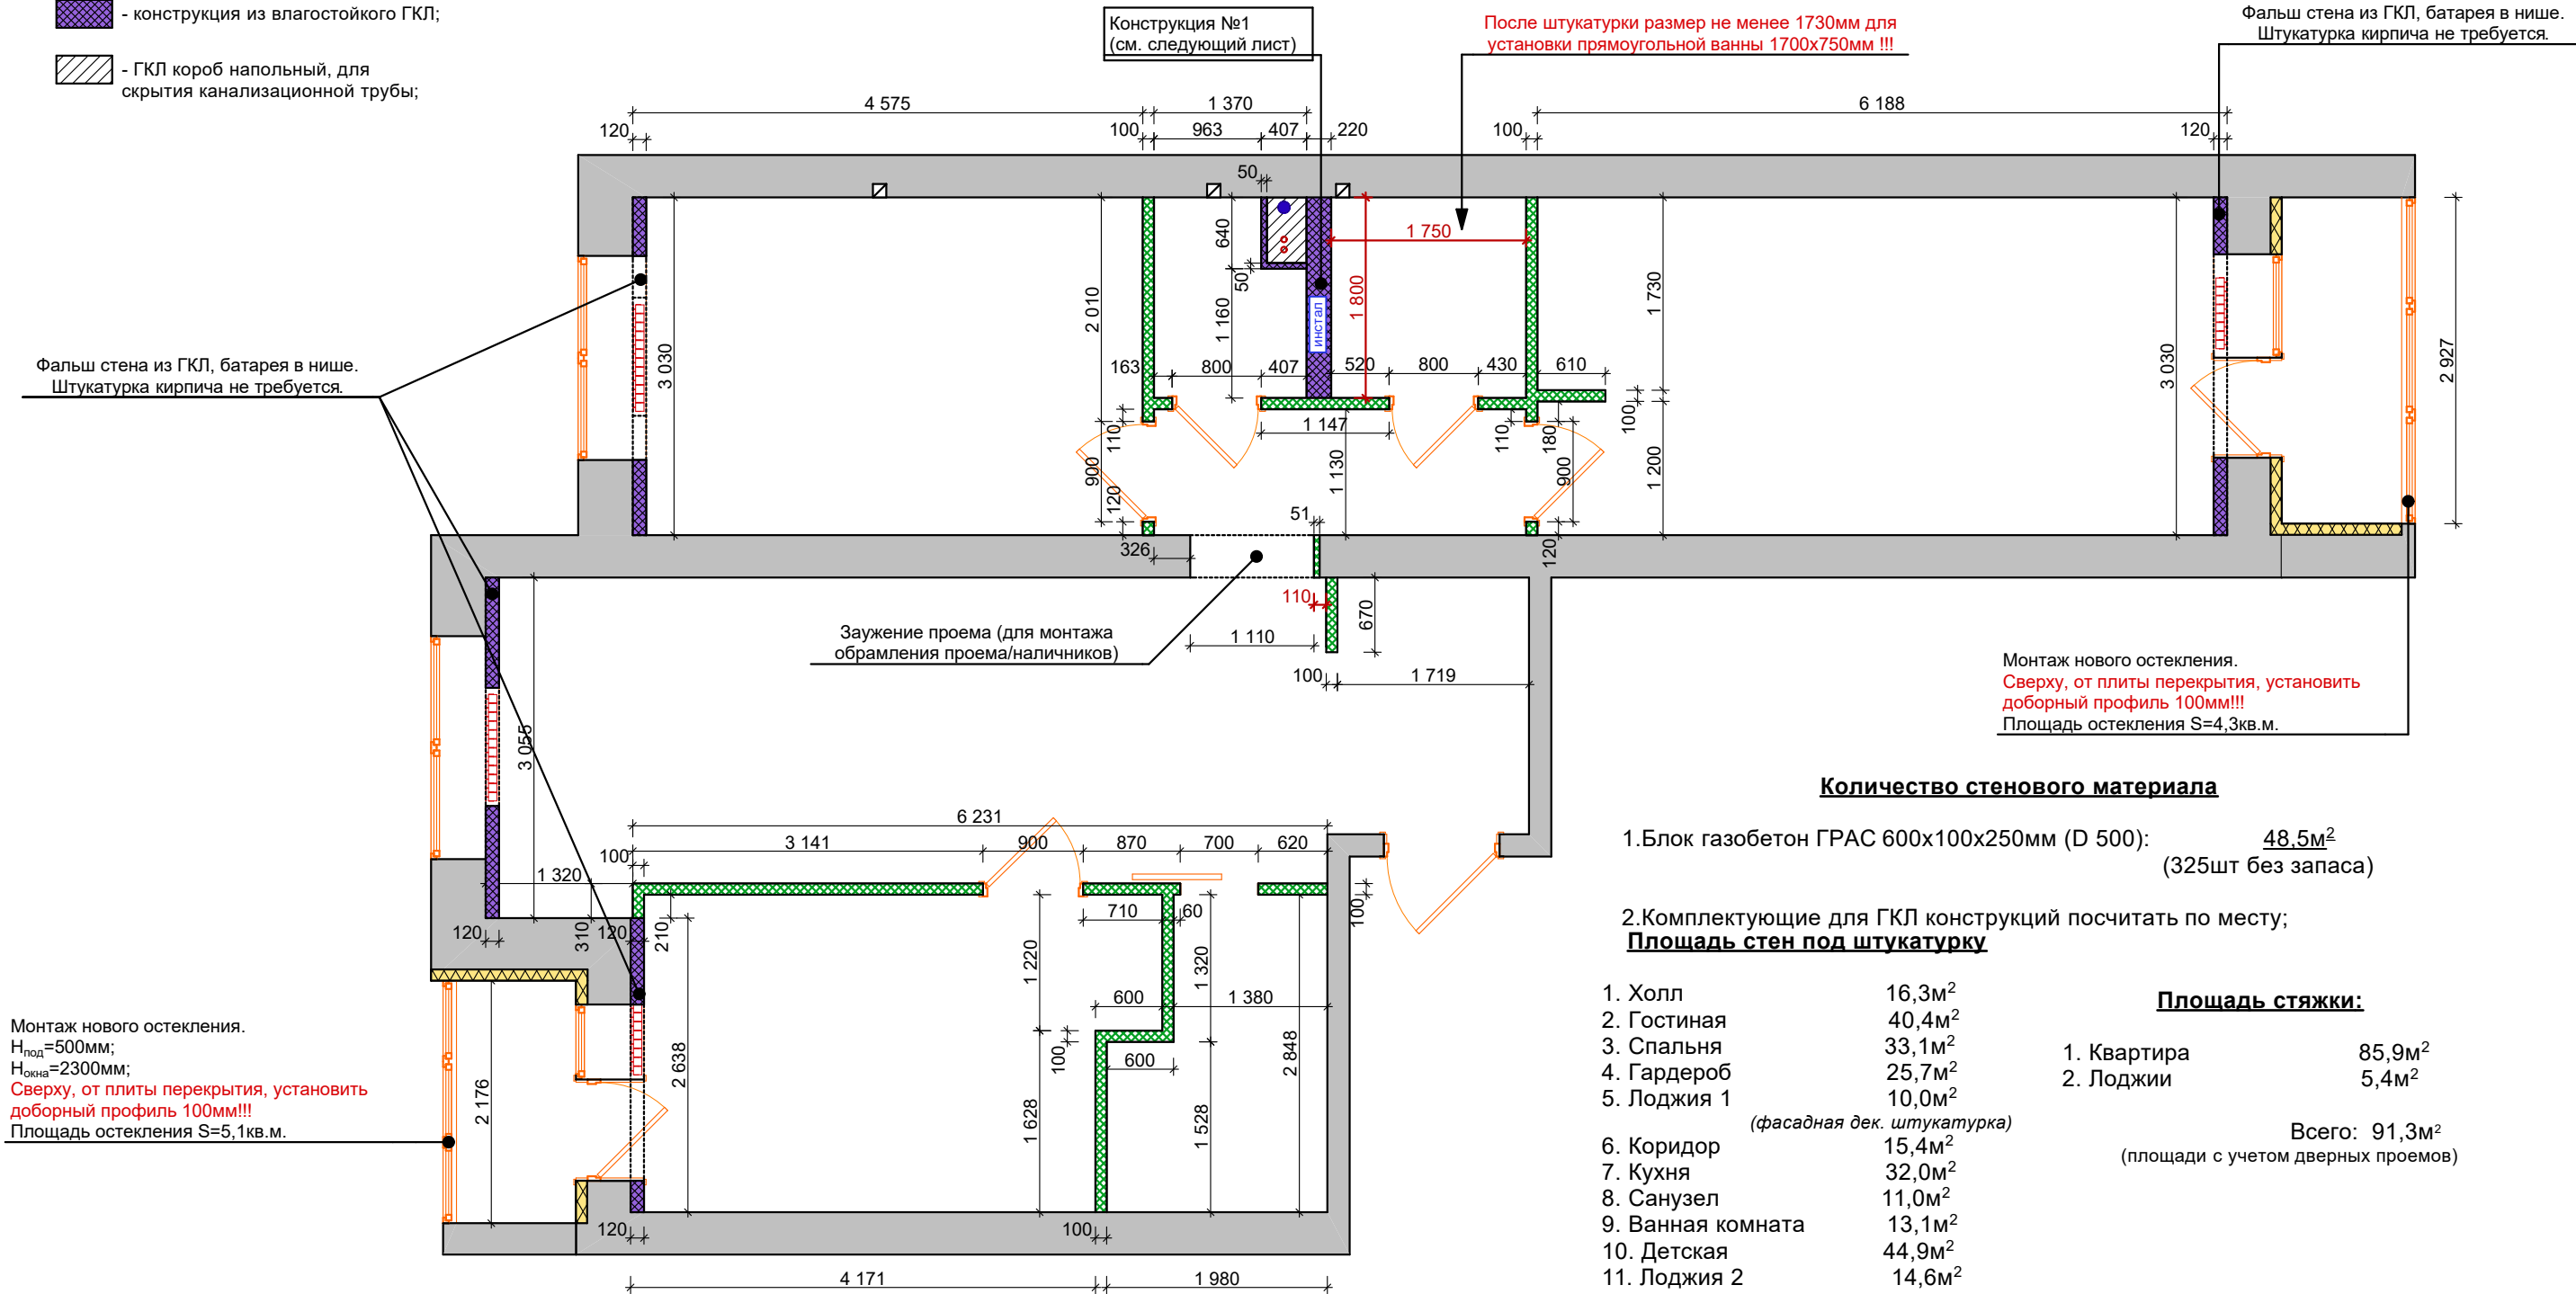 - конструкция из влагостойкого ГКЛ;
- ГКЛ короб напольный, для
скрытия канализационной трубы;
Конструкция №1
(см. следующий лист)
После штукатурки размер не менее 1730мм для
установки прямоугольной ванны 1700х750мм !!!
Фальш стена из ГКЛ, батарея в нише.
Штукатурка кирпича не требуется.
4 575
1 370
6 188
120
100
963
407
220
100
120
50
640
50
1 160
2 010
3 030
1 750
1 800
инстал
1 730
3 030
2 927
163
800
407
520
800
430
610
100
1 147
110
900
120
1 130
110
180
900
1 200
120
51
326
Фальш стена из ГКЛ, батарея в нише.
Штукатурка кирпича не требуется.
Заужение проема (для монтажа
обрамления проема/наличников)
110
670
1 110
100
1 719
3 055
Монтаж нового остекления.
Сверху, от плиты перекрытия, установить
доборный профиль 100мм!!!
Площадь остекления S=4,3кв.м.
6 231
3 141
900
870
700
620
100
1 320
120
310
120
210
710
60
100
1 220
1 320
600
1 380
100
600
2 638
2 848
1 628
1 528
2 176
120
100
4 171
1 980
Монтаж нового остекления.
Hпод=500мм;
Hокна=2300мм;
Сверху, от плиты перекрытия, установить
доборный профиль 100мм!!!
Площадь остекления S=5,1кв.м.
Количество стенового материала
1.Блок газобетон ГРАС 600х100х250мм (D 500): 48,5м²
(325шт без запаса)
2.Комплектующие для ГКЛ конструкций посчитать по месту;
Площадь стен под штукатурку
1. Холл 16,3м²
2. Гостиная 40,4м²
3. Спальня 33,1м²
4. Гардероб 25,7м²
5. Лоджия 1 10,0м²
(фасадная дек. штукатурка)
6. Коридор 15,4м²
7. Кухня 32,0м²
8. Санузел 11,0м²
9. Ванная комната 13,1м²
10. Детская 44,9м²
11. Лоджия 2 14,6м²
Площадь стяжки:
1. Квартира 85,9м²
2. Лоджии 5,4м²
Всего: 91,3м²
(площади с учетом дверных проемов)